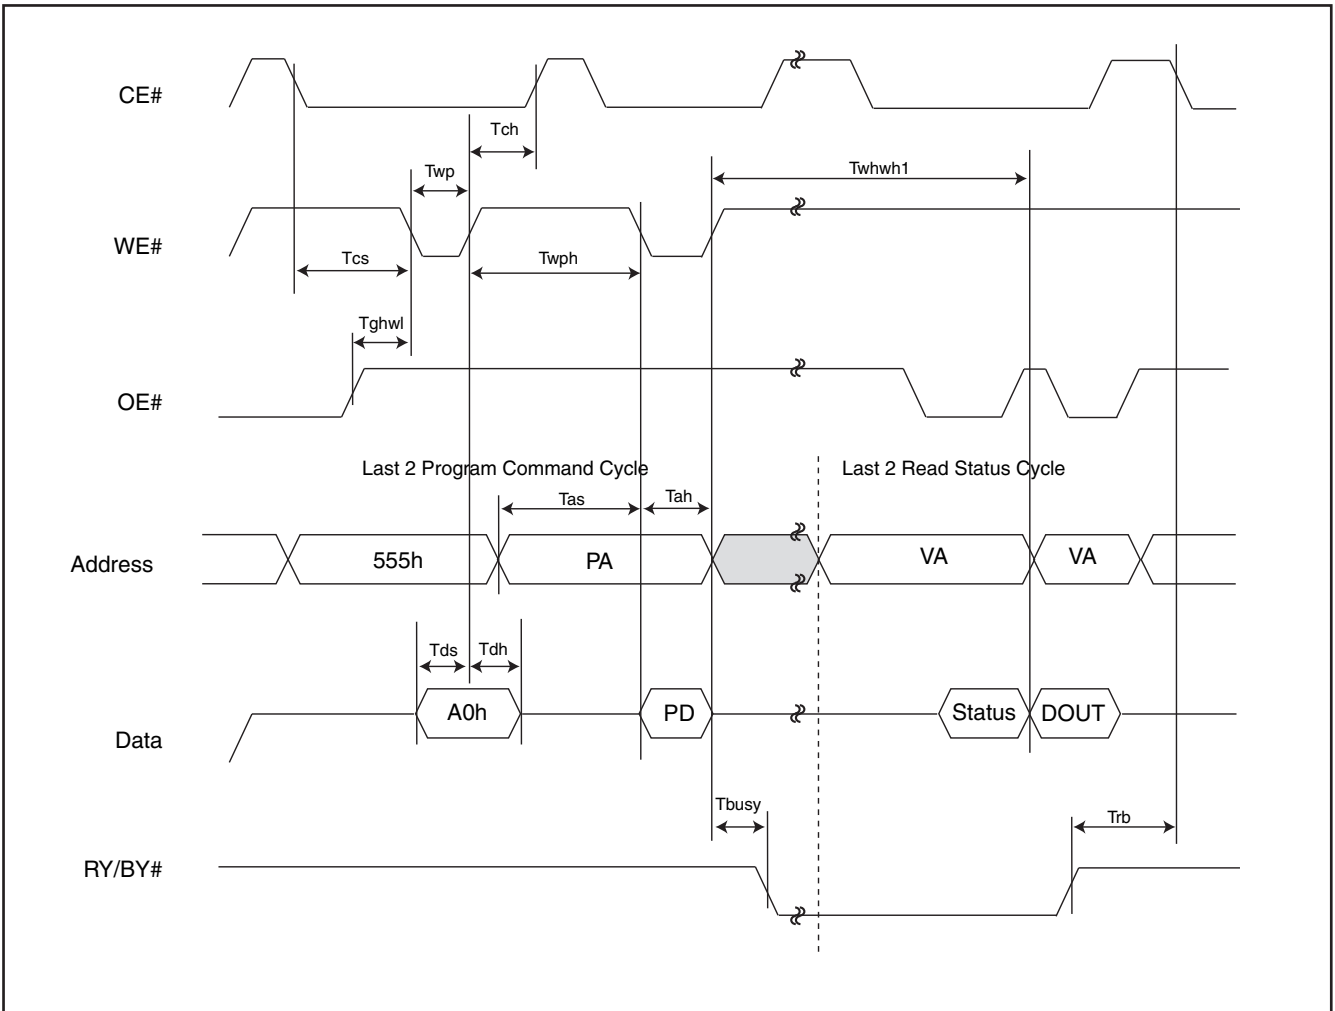 CE#
Tch
Twp
Twhwh1
WE#
Tcs
Twph
Tghwl
OE#
Last 2 Program Command Cycle
Last 2 Read Status Cycle
Tas
Tah
Address
555h
PA
VA
VA
Tds
Tdh
Data
A0h
PD
Status
DOUT
Tbusy
Trb
RY/BY#